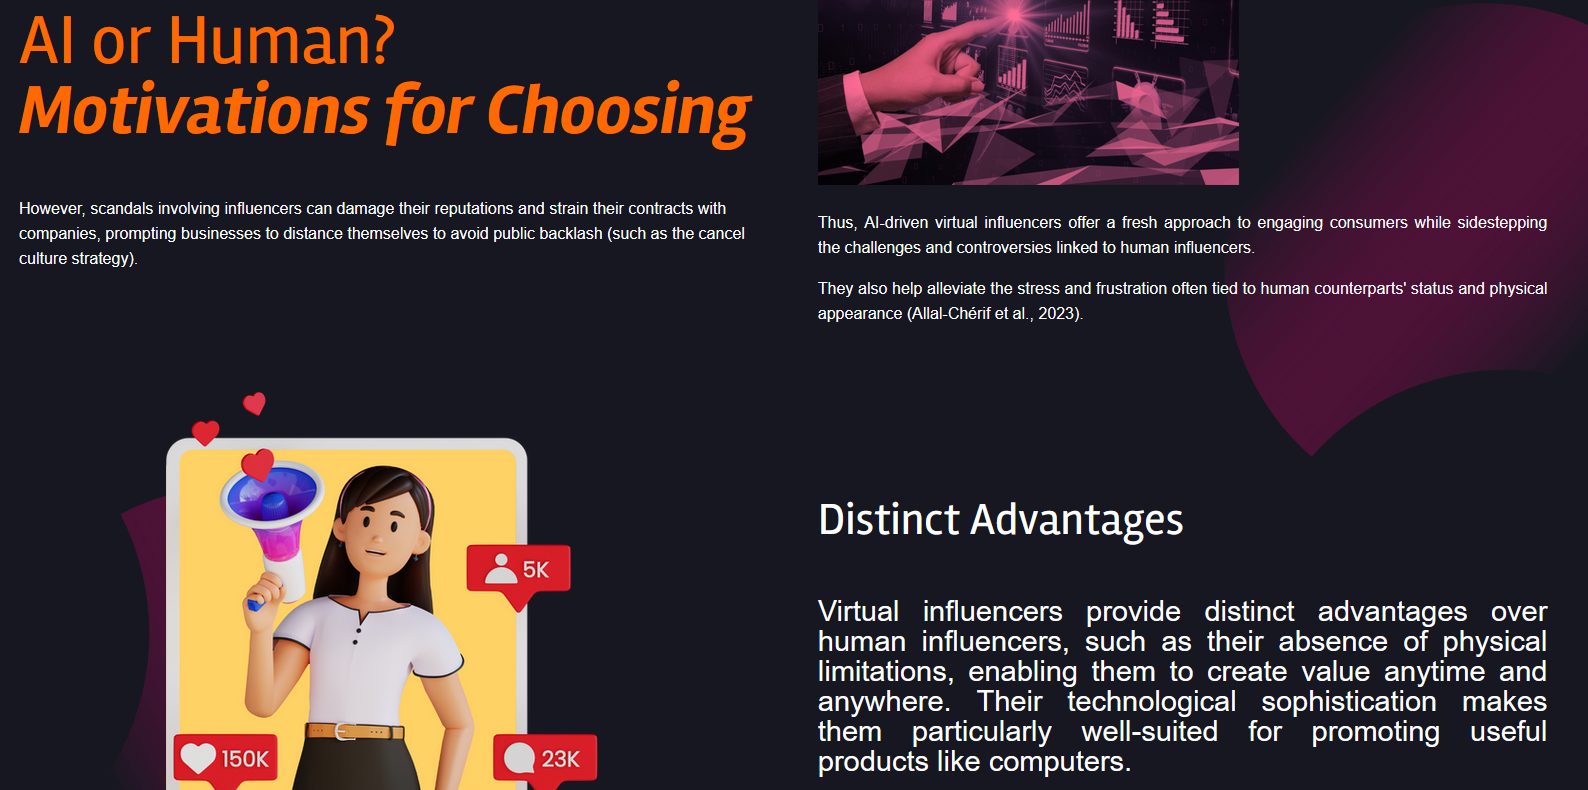 AI or Human?
Motivations for Choosing
However, scandals involving influencers can damage their reputations and strain their contracts with
companies, prompting businesses to distance themselves to avoid public backlash (such as the cancel
culture strategy).
Thus, AI-driven virtual influencers offer a fresh approach to engaging consumers while sidestepping
the challenges and controversies linked to human influencers.
They also help alleviate the stress and frustration often tied to human counterparts' status and physical
appearance (Allal-Chérif et al., 2023).
5K
150K
23K
Distinct Advantages
Virtual influencers provide distinct advantages over
human influencers, such as their absence of physical
limitations, enabling them to create value anytime and
anywhere. Their technological sophistication makes
them particularly well-suited for promoting useful
products like computers.